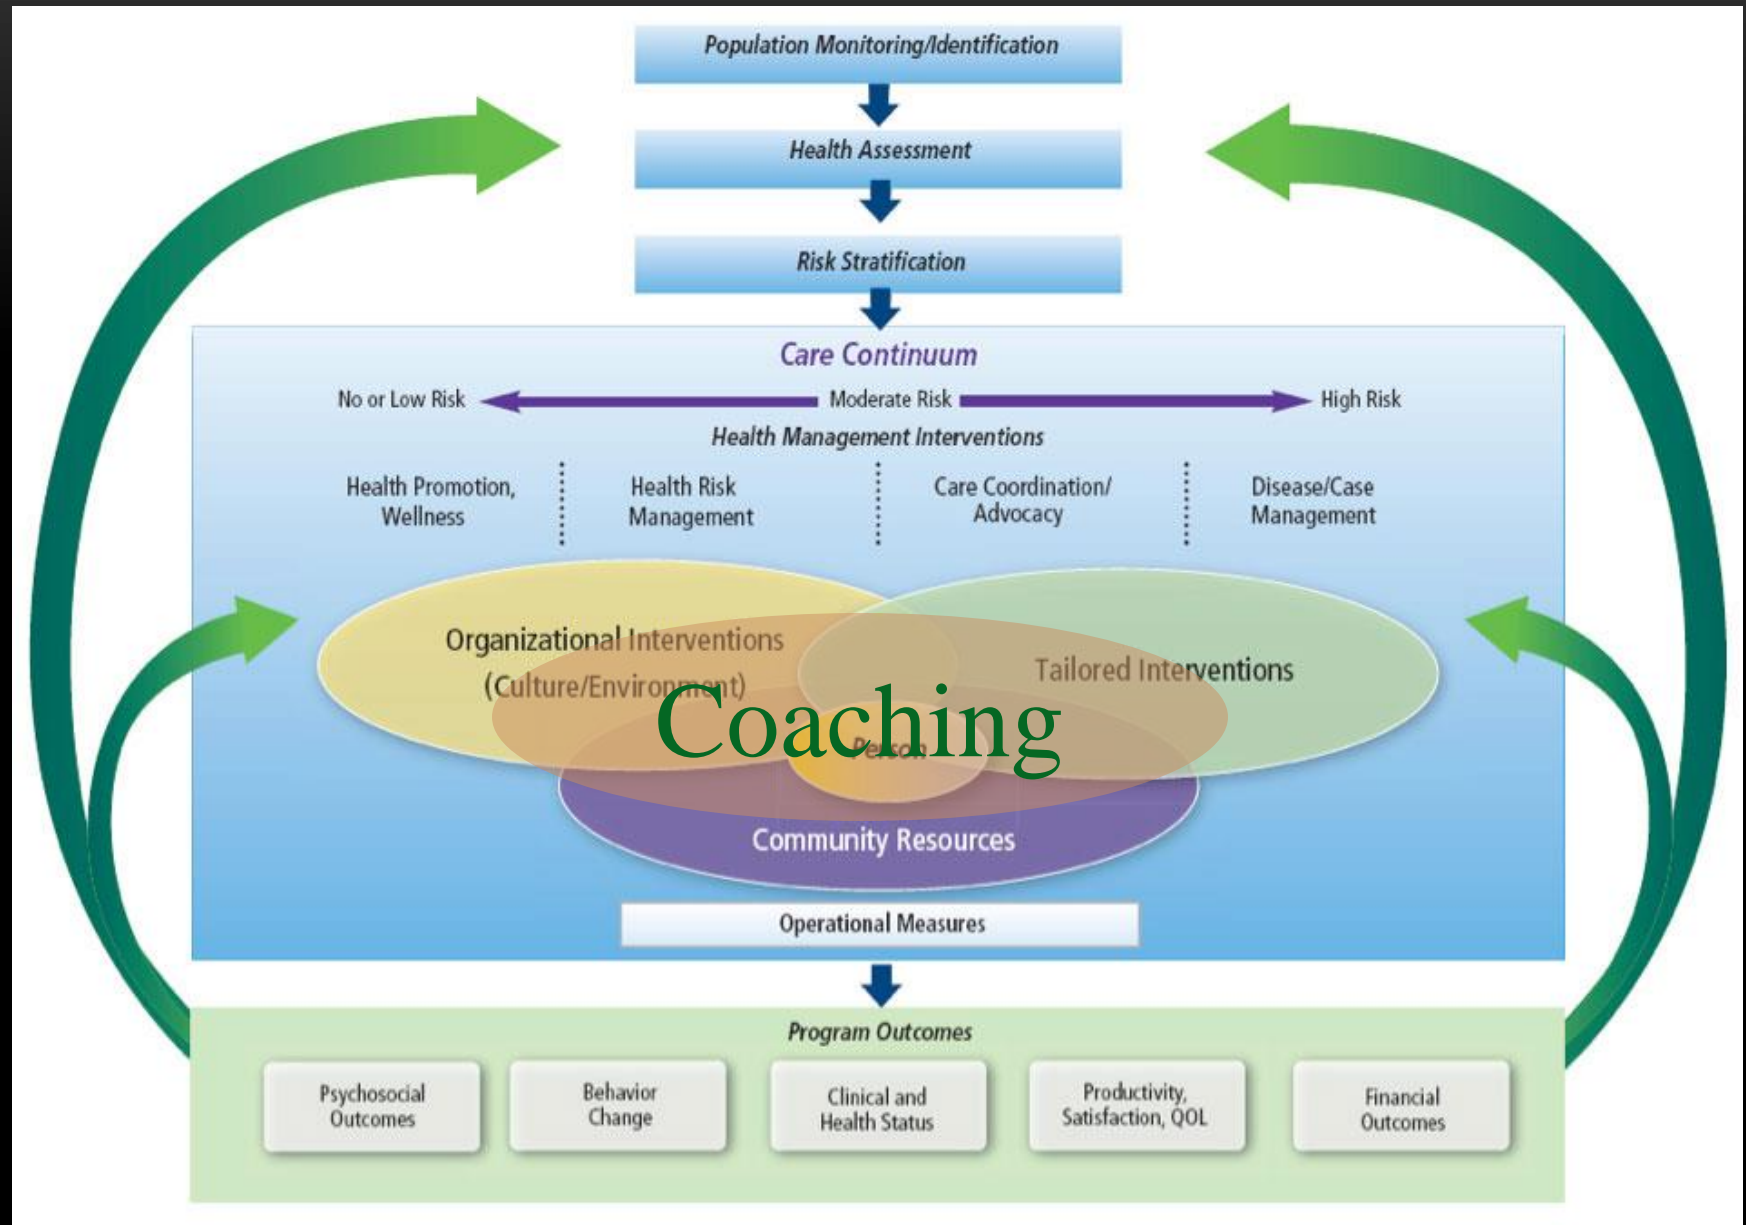 Population Monitoring/Identification
Health Assessment
Risk Stratification
Care Continuum
No or Low Risk
Moderate Risk
High Risk
Health Management Interventions
Health Promotion,
Wellness
Health Risk
Management
Care Coordination/
Advocacy
Disease/Case
Management
Organizational Interventions
(Culture/Environment)
Tailored Interventions
Coaching
Person
Community Resources
Operational Measures
Program Outcomes
Psychosocial
Outcomes
Behavior
Change
Clinical and
Health Status
Productivity,
Satisfaction, QOL
Financial
Outcomes